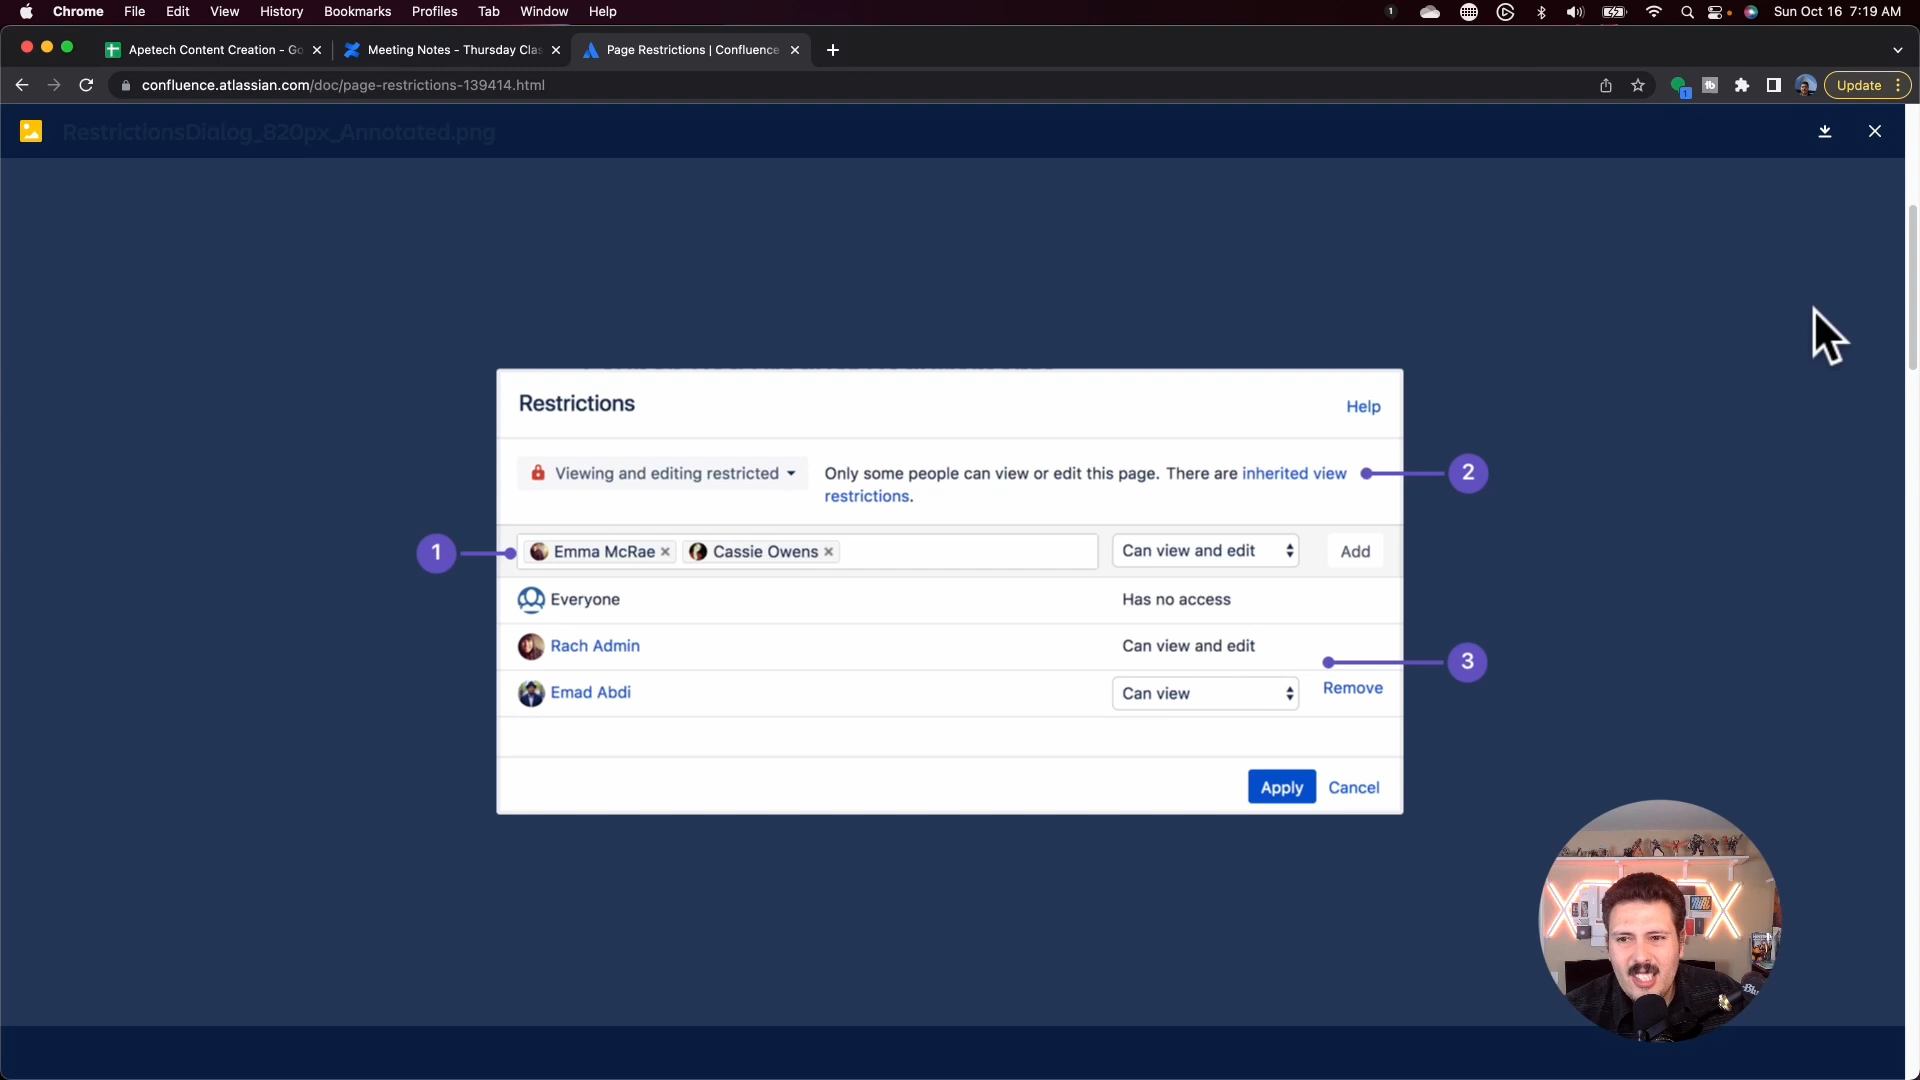 Chrome File Edit View History Bookmarks Profiles Tab Window Help
1
Sun Oct 16 7:19 AM
Apetech Content Creation - Go
Meeting Notes - Thursday Clas
Page Restrictions | Confluence
confluence.atlassian.com/doc/page-restrictions-139414.html
tb
1
Update
RestrictionsDialog_820px_Annotated.png
Restrictions
Help
Viewing and editing restricted
Only some people can view or edit this page. There are inherited view
restrictions.
2
1
Emma McRae
Cassie Owens
Can view and edit
Add
Everyone
Has no access
Rach Admin
Can view and edit
3
Emad Abdi
Can view
Remove
Apply
Cancel